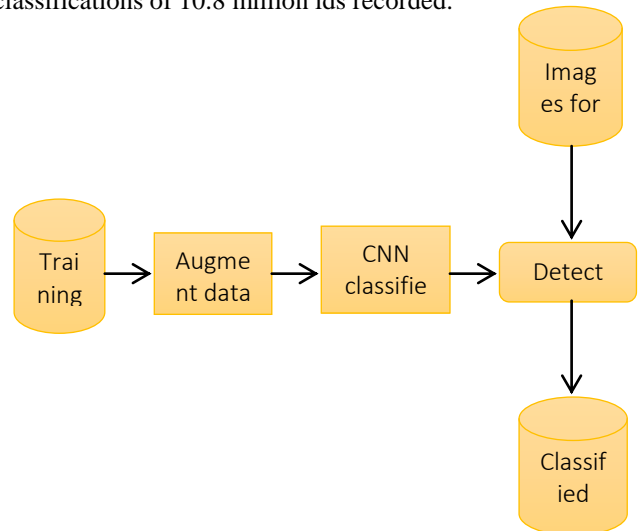 classifications of 10.8 million ids recorded.
Imag
es for
Trai
ning
Augme
nt data
CNN
classifie
Detect
Classif
ied